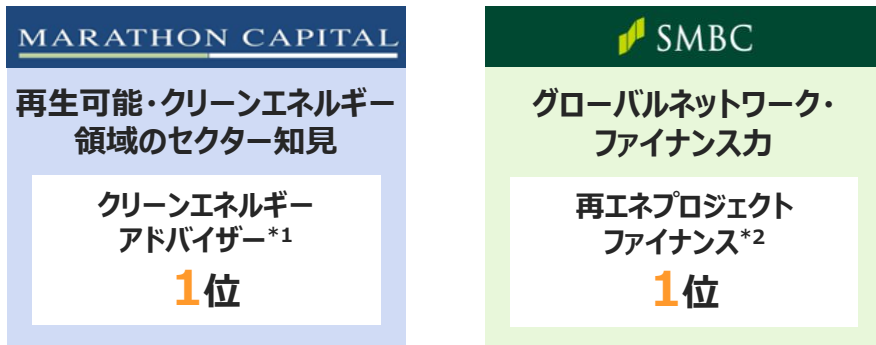 MARATHON CAPITAL
再生可能・クリーンエネルギー
領域のセクター知見
クリーンエネルギー
アドバイザー*1
1位
SMBC
グローバルネットワーク・
ファイナンス力
再エネプロジェクト
ファイナンス*2
1位